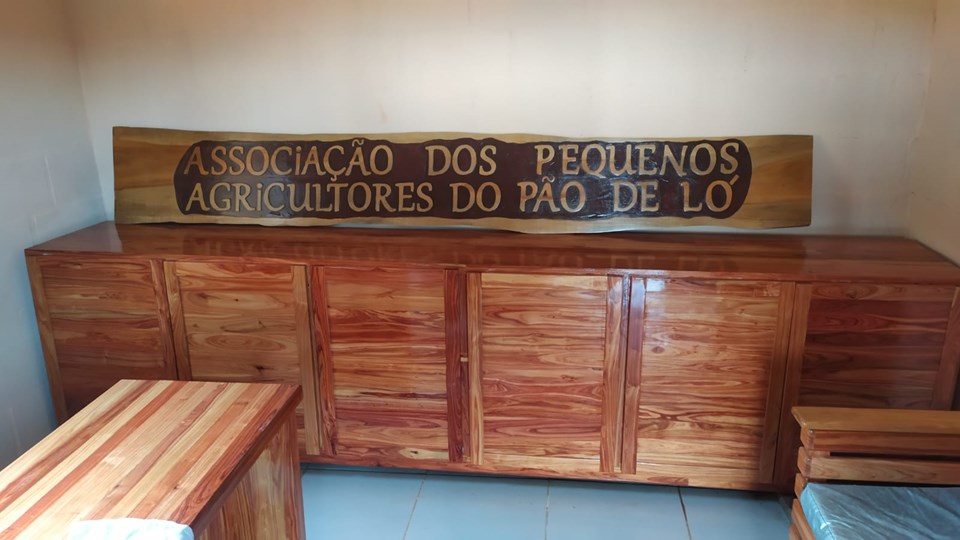 ASSOCiAÇÃO DOS PEQUENOS
AGRiCULTORES DO PÃO DE LÓ